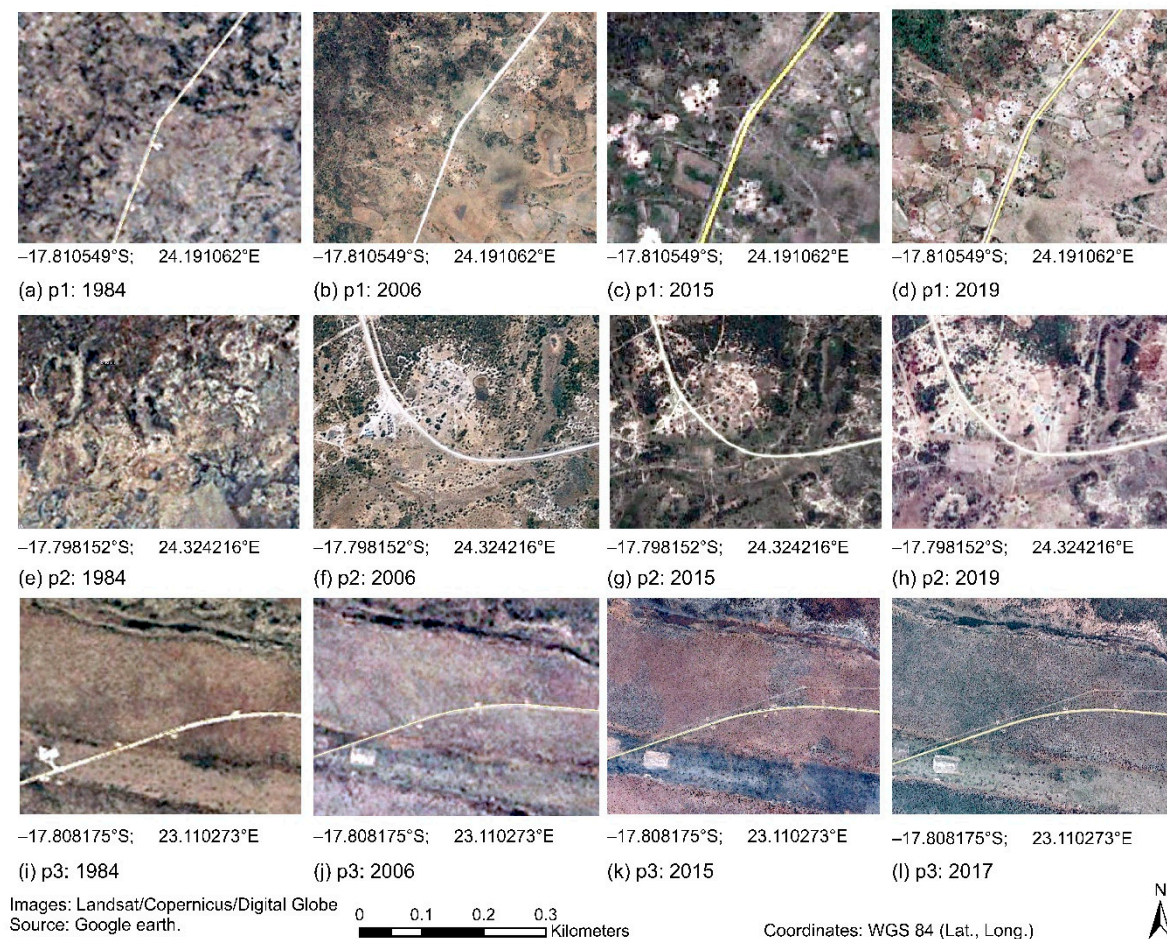 –17.810549°S; 24.191062°E –17.810549°S; 24.191062°E –17.810549°S; 24.191062°E –17.810549°S; 24.191062°E
(a) p1: 1984 (b) p1: 2006 (c) p1: 2015 (d) p1: 2019
–17.798152°S; 24.324216°E –17.798152°S; 24.324216°E –17.798152°S; 24.324216°E –17.798152°S; 24.324216°E
(e) p2: 1984 (f) p2: 2006 (g) p2: 2015 (h) p2: 2019
–17.808175°S; 23.110273°E –17.808175°S; 23.110273°E –17.808175°S; 23.110273°E –17.808175°S; 23.110273°E
(i) p3: 1984 (j) p3: 2006 (k) p3: 2015 (l) p3: 2017
Images: Landsat/Copernicus/Digital Globe
Source: Google earth.
0 0.1 0.2 0.3
Kilometers
Coordinates: WGS 84 (Lat., Long.)
N